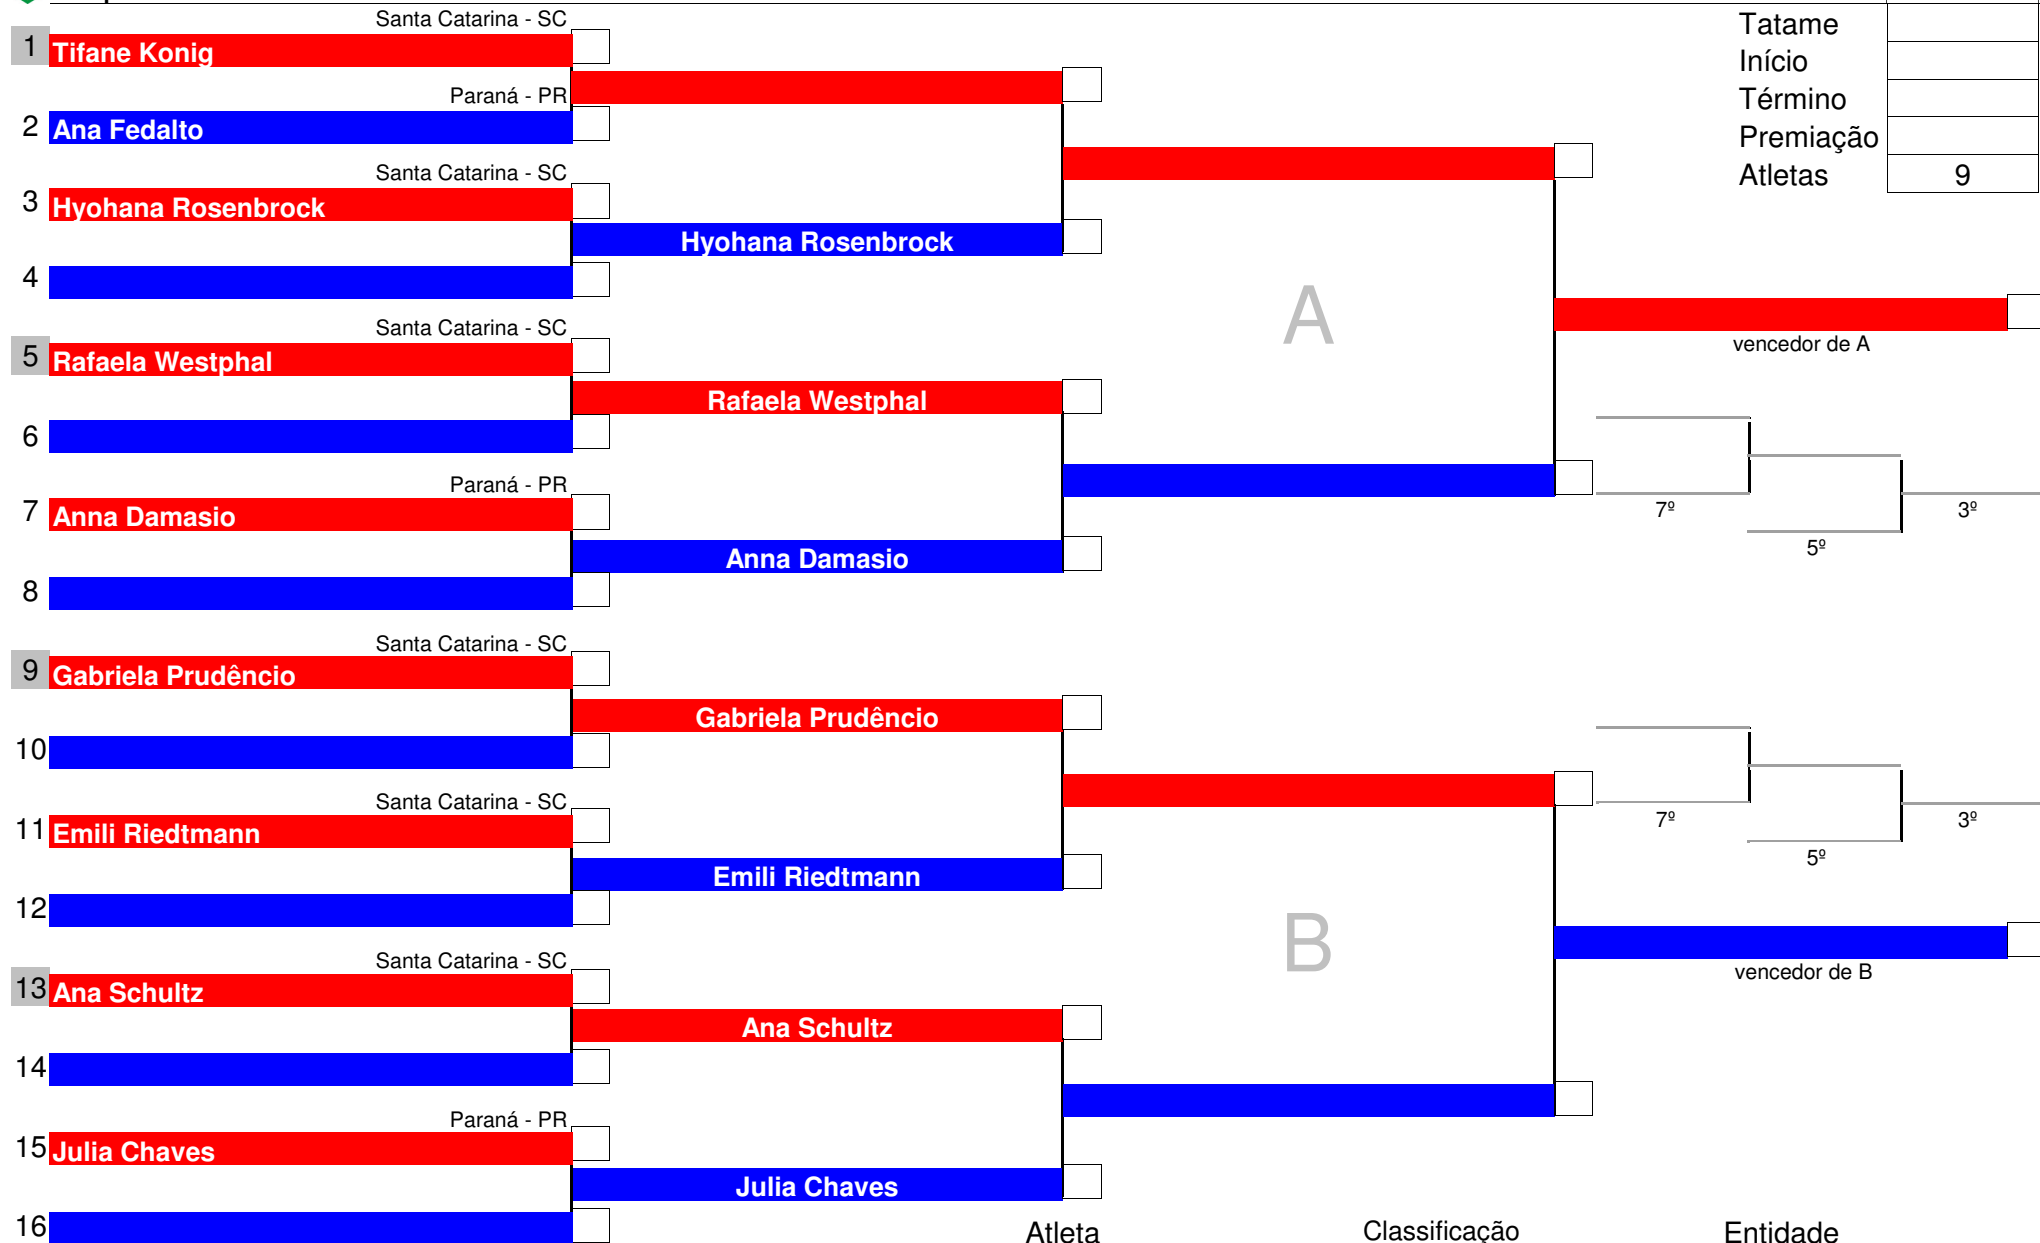 Santa Catarina - SC
1 Tifane Konig
Paraná - PR
2 Ana Fedalto
Santa Catarina - SC
3 Hyohana Rosenbrock
Hyohana Rosenbrock
4
Santa Catarina - SC
5 Rafaela Westphal
Rafaela Westphal
6
Paraná - PR
7 Anna Damasio
Anna Damasio
8
Santa Catarina - SC
9 Gabriela Prudêncio
Gabriela Prudêncio
10
Santa Catarina - SC
11 Emili Riedtmann
Emili Riedtmann
12
Santa Catarina - SC
13 Ana Schultz
Ana Schultz
14
Paraná - PR
15 Julia Chaves
Julia Chaves
16
A
B
Tatame
Início
Término
Premiação
Atletas 9
vencedor de A
7º
3º
5º
7º
3º
5º
vencedor de B
Atleta Classificação Entidade